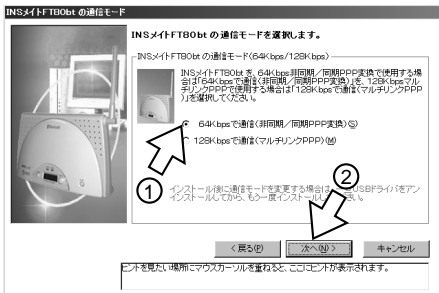 INSメイトFT80bt の通信モード
INSメイトFT80bt の通信モードを選択します。
INSメイトFT80bt の通信モード(64Kbps/128Kbps)
INSメイトFT80bt を、64Kbps非同期/同期PPP変換で使用する場
合は「64Kbpsで通信(非同期/同期PPP変換)」を、128Kbpsマル
チリンクPPPで使用する場合は「128Kbpsで通信(マルチリンクPPP
)」を選択してください。
64Kbpsで通信(非同期/同期PPP変換)(S)
128Kbpsで通信(マルチリンクPPP)(M)
①
②
インストール後に通信モードを変更する場合は、USBドライバをアン
インストールしてから、もう一度インストールし さい。
< 戻る(P)
次へ(N) >
キャンセル
ヒントを見たい場所にマウスカーソルを重ねると、ここにヒントが表示されます。